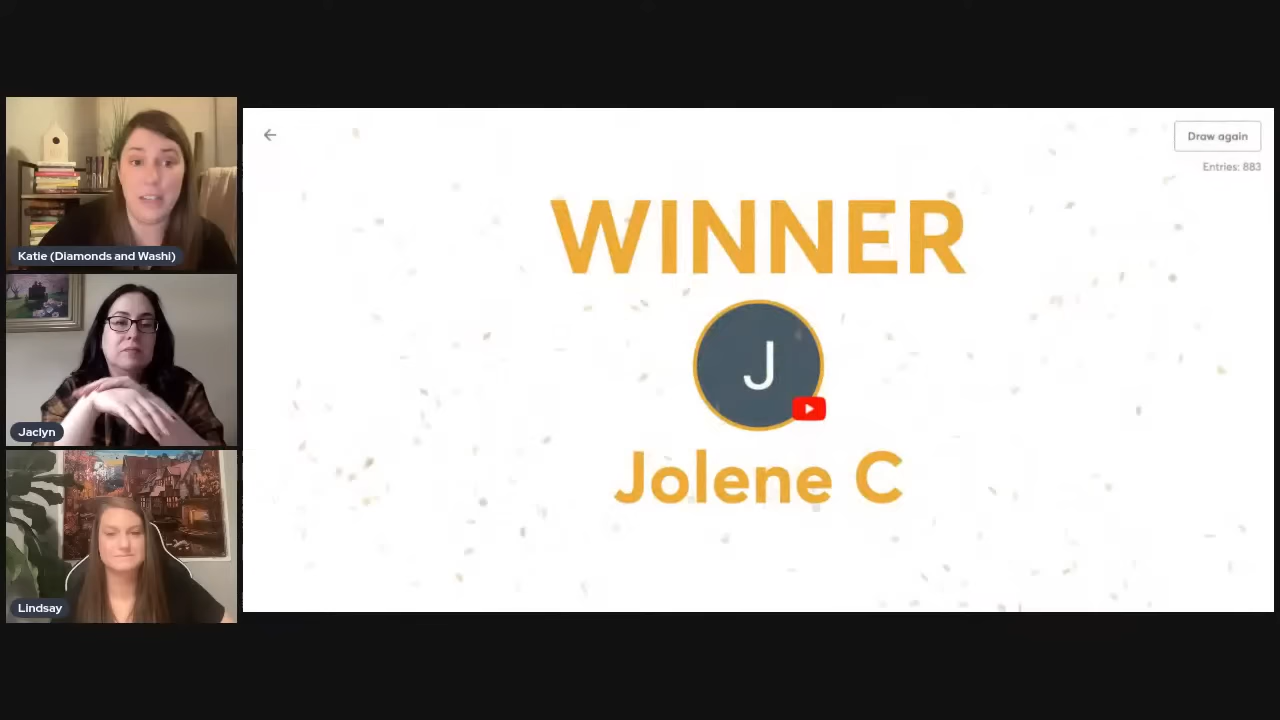 Katie (Diamonds and Washi)
Jaclyn
Lindsay
Draw again
Entries: 883
WINNER
J
Jolene C